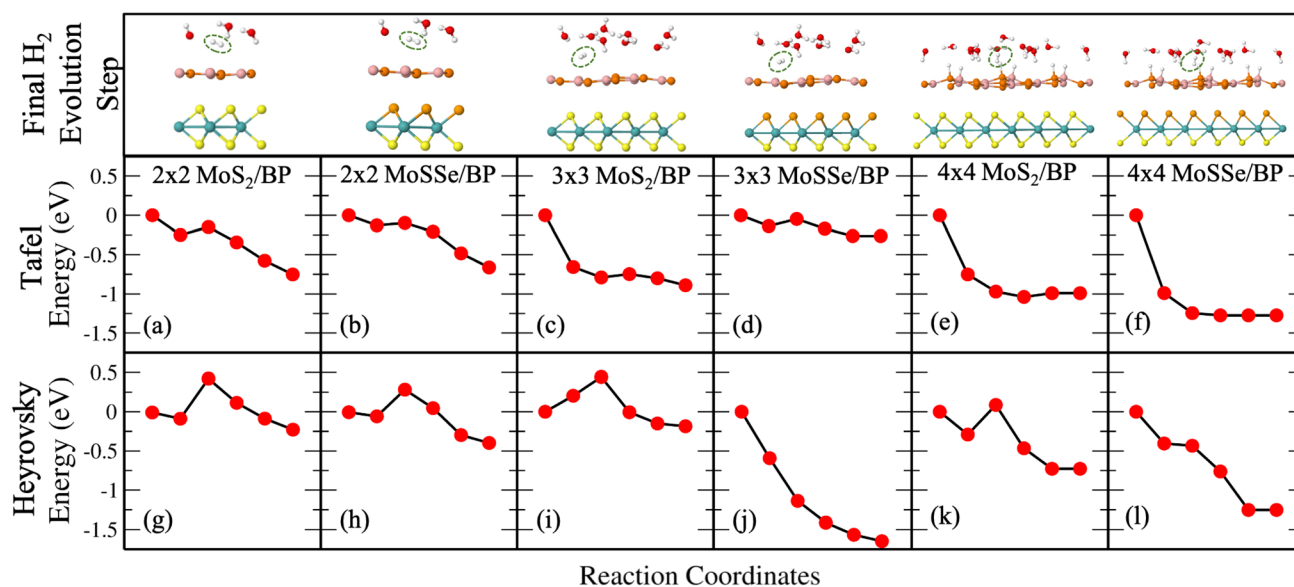 Final H2
Evolution
Step
2x2 MoS2/BP
2x2 MoSSe/BP
3x3 MoS2/BP
3x3 MoSSe/BP
4x4 MoS2/BP
4x4 MoSSe/BP
Tafel
Energy (eV)
0.5
0
-0.5
-1
-1.5
(a)
(b)
(c)
(d)
(e)
(f)
Heyrovsky
Energy (eV)
0.5
0
-0.5
-1
-1.5
(g)
(h)
(i)
(j)
(k)
(l)
Reaction Coordinates